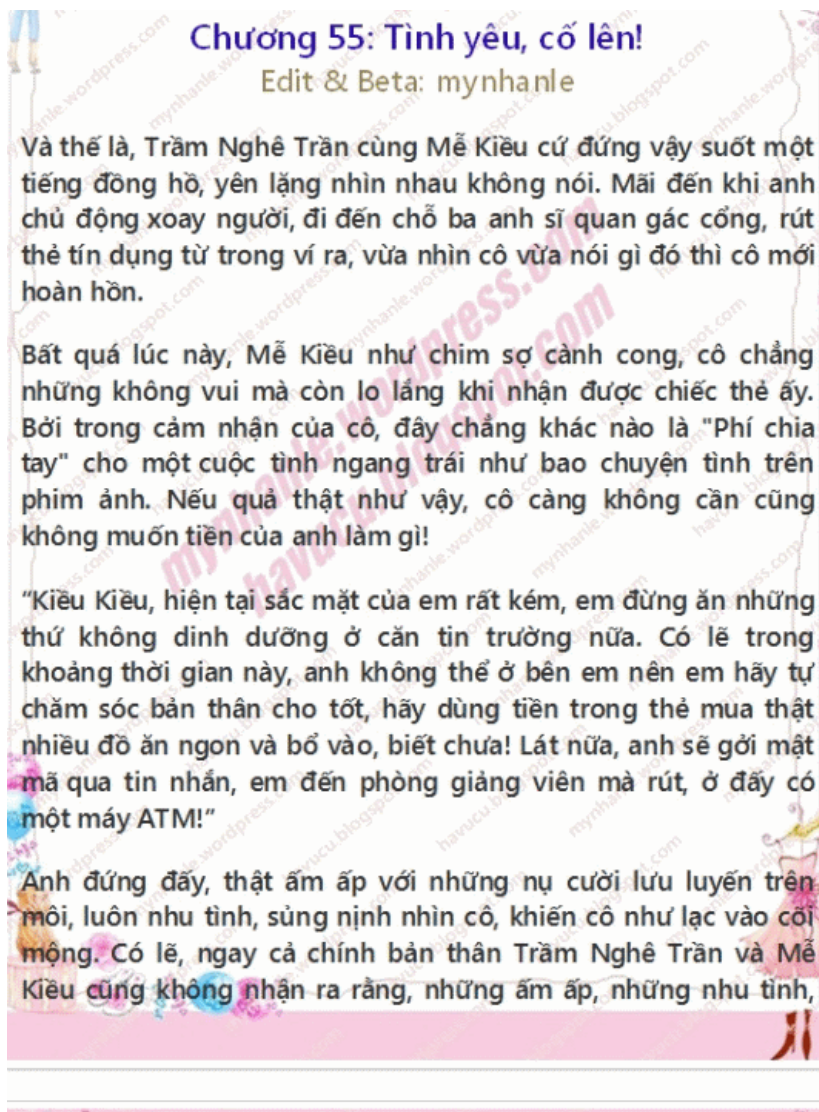 Chương 55: Tình yêu, cố lên!
Edit & Beta: mynhanle
Và thế là, Trầm Nghê Trần cùng Mễ Kiều cứ đứng vậy suốt một
tiếng đồng hồ, yên lặng nhìn nhau không nói. Mãi đến khi anh
chủ động xoay người, đi đến chỗ ba anh sĩ quan gác cổng, rút
thẻ tín dụng từ trong ví ra, vừa nhìn cô vừa nói gì đó thì cô mới
hoàn hồn.
Bất quá lúc này, Mễ Kiều như chim sợ cành cong, cô chẳng
những không vui mà còn lo lắng khi nhận được chiếc thẻ ấy.
Bởi trong cảm nhận của cô, đây chẳng khác nào là "Phí chia
tay" cho một cuộc tình ngang trái như bao chuyện tình trên
phim ảnh. Nếu quả thật như vậy, cô càng không cần cũng
không muốn tiền của anh làm gì!
mynhanle.wordpress.com
havucu.blogspot.com
“Kiều Kiều, hiện tại sắc mặt của em rất kém, em đừng ăn những
thứ không dinh dưỡng ở căn tin trường nữa. Có lẽ trong
khoảng thời gian này, anh không thể ở bên em nên em hãy tự
chăm sóc bản thân cho tốt, hãy dùng tiền trong thẻ mua thật
nhiều đồ ăn ngon và bổ vào, biết chưa! Lát nữa, anh sẽ gởi mật
mã qua tin nhắn, em đến phòng giảng viên mà rút, ở đấy có
một máy ATM!”
Anh đứng đấy, thật ấm áp với những nụ cười lưu luyến trên
môi, luôn nhu tình, sủng nịnh nhìn cô, khiến cô như lạc vào cõi
mộng. Có lẽ, ngay cả chính bản thân Trầm Nghê Trần và Mễ
Kiều cũng không nhận ra rằng, những ấm áp, những nhu tình,